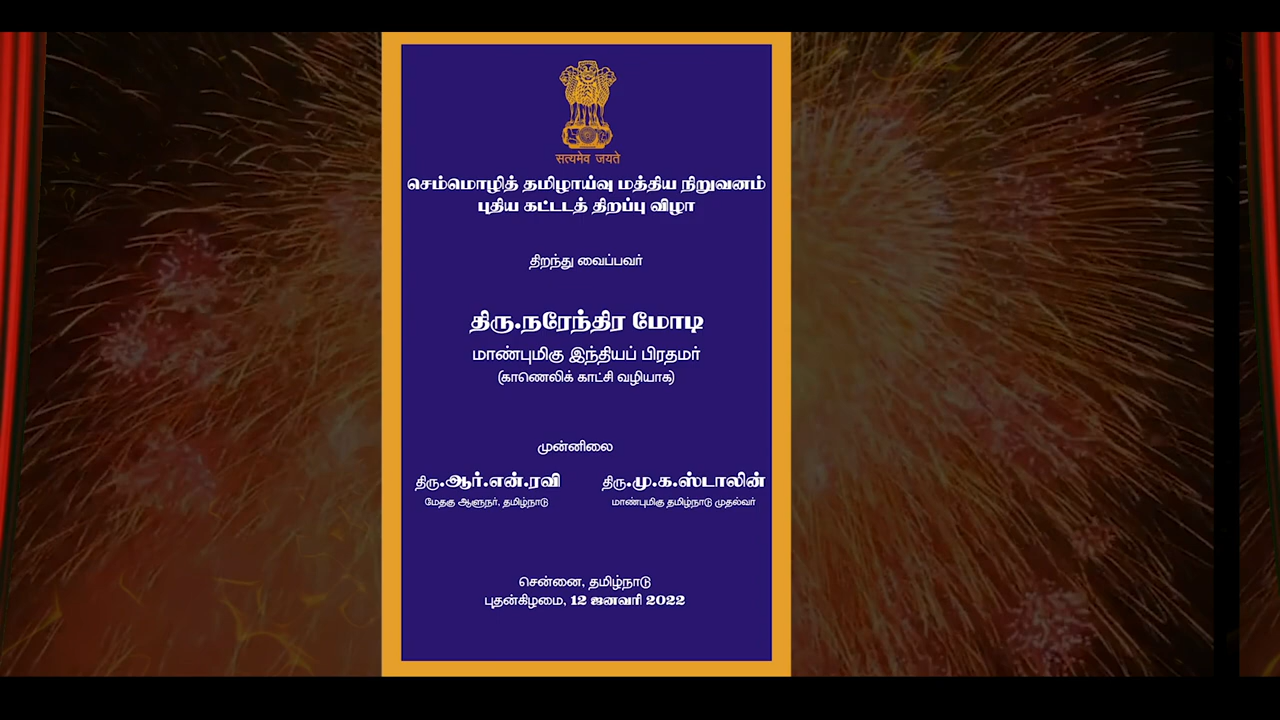 सत्यमेव जयते
செம்மொழித் தமிழாய்வு மத்திய நிறுவனம்
புதிய கட்டடத் திறப்பு விழா
திறந்து வைப்பவர்
திரு.நரேந்திர மோடி
மாண்புமிகு இந்தியப் பிரதமர்
(காணெலிக் காட்சி வழியாக)
முன்னிலை
திரு.ஆர்.என்.ரவி
மேதகு ஆளுநர், தமிழ்நாடு
திரு.மு.க.ஸ்டாலின்
மாண்புமிகு தமிழ்நாடு முதல்வர்
சென்னை, தமிழ்நாடு
புதன்கிழமை, 12 ஜனவரி 2022